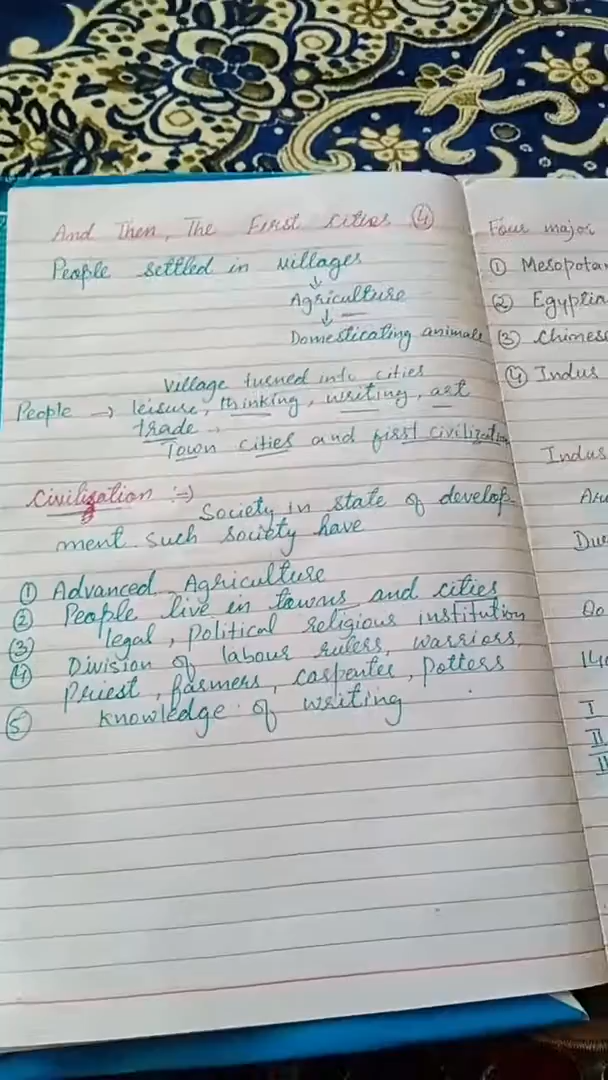 And Then, The First cities ④
People settled in villages
↓
Agriculture
↓
Domesticating animals
Village turned into cities
People → leisure, thinking, writing, art
trade
Town cities and first civilization
Civilization :→
Society in state of develop-
ment such society have
① Advanced Agriculture
② People live in towns and cities
③ legal, Political religious institution
④ Division of labour rulers, warriors,
Priest, farmers, carpenter, potters
⑤ knowledge of writing
Four major
① Mesopota
② Egyptia
③ Chinese
④ Indus
Indus
Du
140
I
II